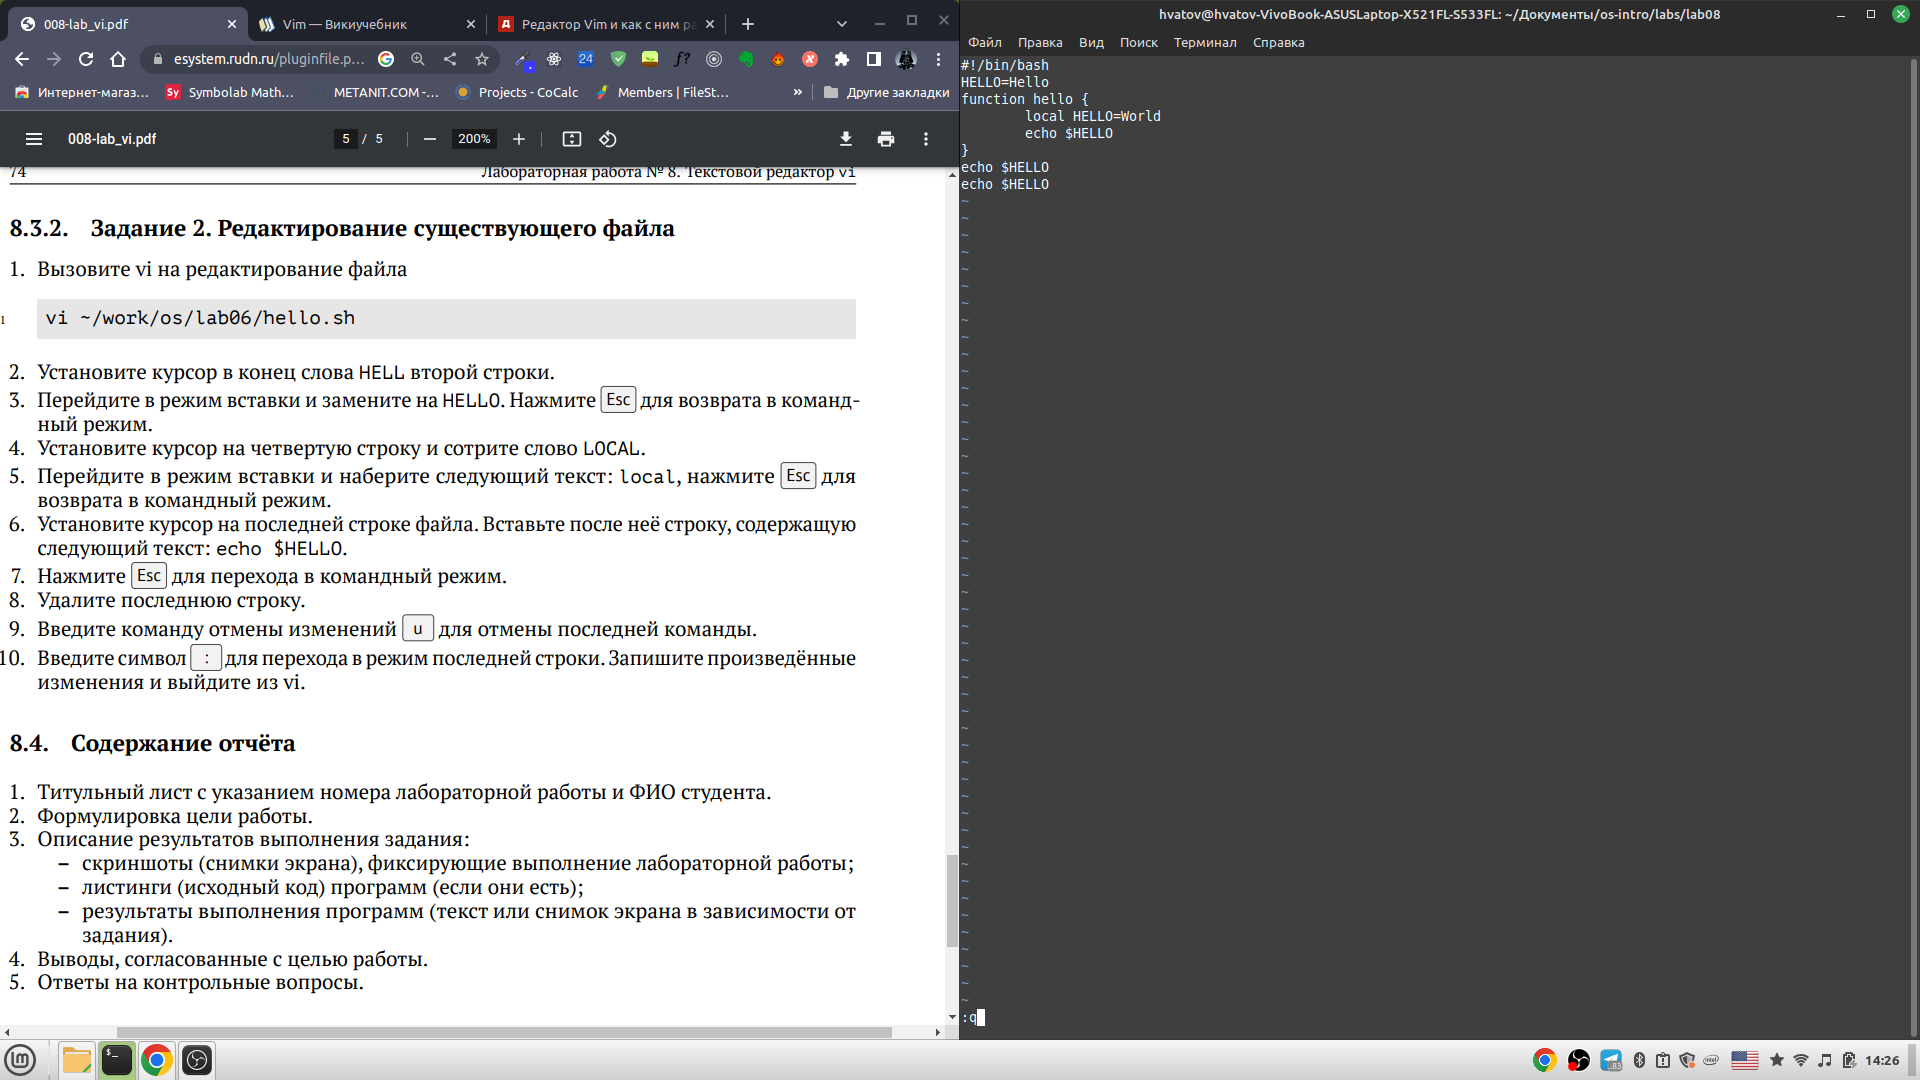 008-lab_vi.pdf
Vim — Викиучебник
Редактор Vim и как с ним ра
esystem.rudn.ru/pluginfile.p...
24
f?
Интернет-магаз...
Sy Symbolab Math...
METANIT.COM -...
Projects - CoCalc
Members | FileSt...
»
Другие закладки
008-lab_vi.pdf
5 / 5
200%
74
Лабораторная работа № 8. Текстовой редактор vi
8.3.2. Задание 2. Редактирование существующего файла
1. Вызовите vi на редактирование файла
1 vi ~/work/os/lab06/hello.sh
2. Установите курсор в конец слова HELL второй строки.
3. Перейдите в режим вставки и замените на HELLO. Нажмите Esc для возврата в команд-
ный режим.
4. Установите курсор на четвертую строку и сотрите слово LOCAL.
5. Перейдите в режим вставки и наберите следующий текст: local, нажмите Esc для
возврата в командный режим.
6. Установите курсор на последней строке файла. Вставьте после неё строку, содержащую
следующий текст: echo $HELLO.
7. Нажмите Esc для перехода в командный режим.
8. Удалите последнюю строку.
9. Введите команду отмены изменений u для отмены последней команды.
10. Введите символ : для перехода в режим последней строки. Запишите произведённые
изменения и выйдите из vi.
8.4. Содержание отчёта
1. Титульный лист с указанием номера лабораторной работы и ФИО студента.
2. Формулировка цели работы.
3. Описание результатов выполнения задания:
– скриншоты (снимки экрана), фиксирующие выполнение лабораторной работы;
– листинги (исходный код) программ (если они есть);
– результаты выполнения программ (текст или снимок экрана в зависимости от
задания).
4. Выводы, согласованные с целью работы.
5. Ответы на контрольные вопросы.
hvatov@hvatov-VivoBook-ASUSLaptop-X521FL-S533FL: ~/Документы/os-intro/labs/lab08
Файл Правка Вид Поиск Терминал Справка
#!/bin/bash
HELLO=Hello
function hello {
local HELLO=World
echo $HELLO
}
echo $HELLO
echo $HELLO
:q
14:26